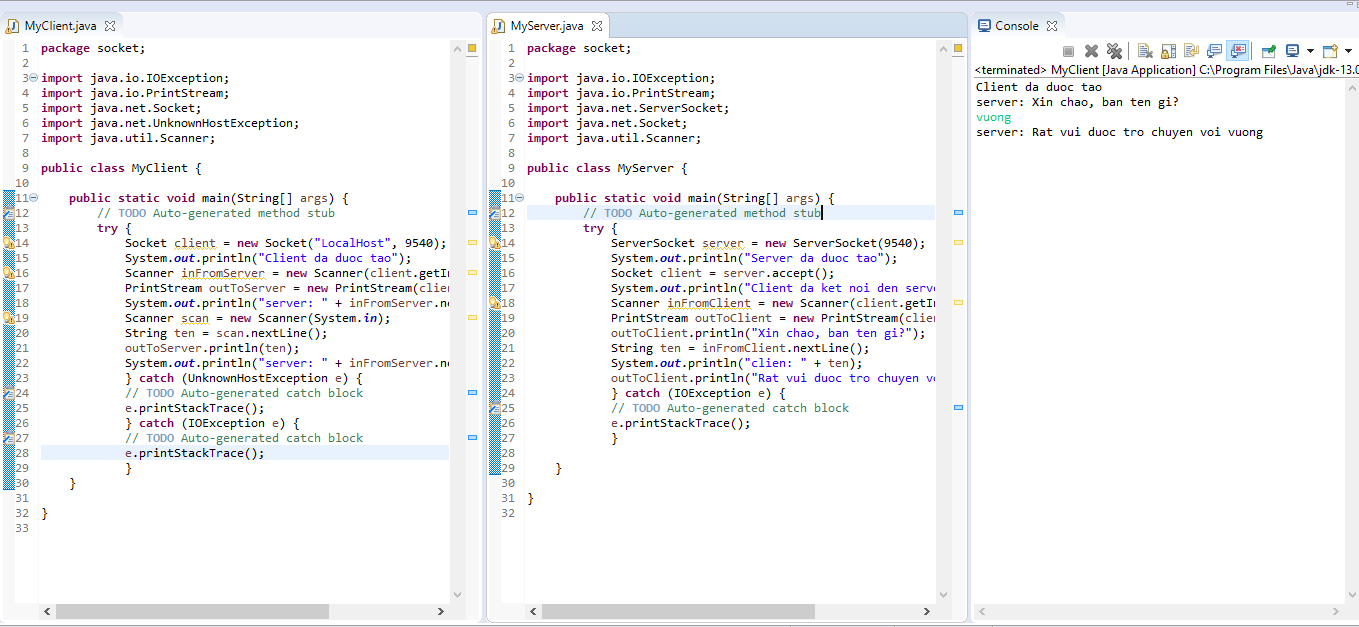 MyClient.java
1 package socket;
2
3 import java.io.IOException;
4 import java.io.PrintStream;
5 import java.net.Socket;
6 import java.net.UnknownHostException;
7 import java.util.Scanner;
8
9 public class MyClient {
10
11 public static void main(String[] args) {
12 // TODO Auto-generated method stub
13 try {
14 Socket client = new Socket("LocalHost", 9540);
15 System.out.println("Client da duoc tao");
16 Scanner inFromServer = new Scanner(client.getIn
17 PrintStream outToServer = new PrintStream(clie
18 System.out.println("server: " + inFromServer.ne
19 Scanner scan = new Scanner(System.in);
20 String ten = scan.nextLine();
21 outToServer.println(ten);
22 System.out.println("server: " + inFromServer.ne
23 } catch (UnknownHostException e) {
24 // TODO Auto-generated catch block
25 e.printStackTrace();
26 } catch (IOException e) {
27 // TODO Auto-generated catch block
28 e.printStackTrace();
29 }
30 }
31
32 }
33
MyServer.java
1 package socket;
2
3 import java.io.IOException;
4 import java.io.PrintStream;
5 import java.net.ServerSocket;
6 import java.net.Socket;
7 import java.util.Scanner;
8
9 public class MyServer {
10
11 public static void main(String[] args) {
12 // TODO Auto-generated method stub
13 try {
14 ServerSocket server = new ServerSocket(9540);
15 System.out.println("Server da duoc tao");
16 Socket client = server.accept();
17 System.out.println("Client da ket noi den serve
18 Scanner inFromClient = new Scanner(client.getIn
19 PrintStream outToClient = new PrintStream(clien
20 outToClient.println("Xin chao, ban ten gi?");
21 String ten = inFromClient.nextLine();
22 System.out.println("clien: " + ten);
23 outToClient.println("Rat vui duoc tro chuyen vo
24 } catch (IOException e) {
25 // TODO Auto-generated catch block
26 e.printStackTrace();
27 }
28
29 }
30
31 }
32
Console
<terminated> MyClient [Java Application] C:\Program Files\Java\jdk-13.0
Client da duoc tao
server: Xin chao, ban ten gi?
vuong
server: Rat vui duoc tro chuyen voi vuong